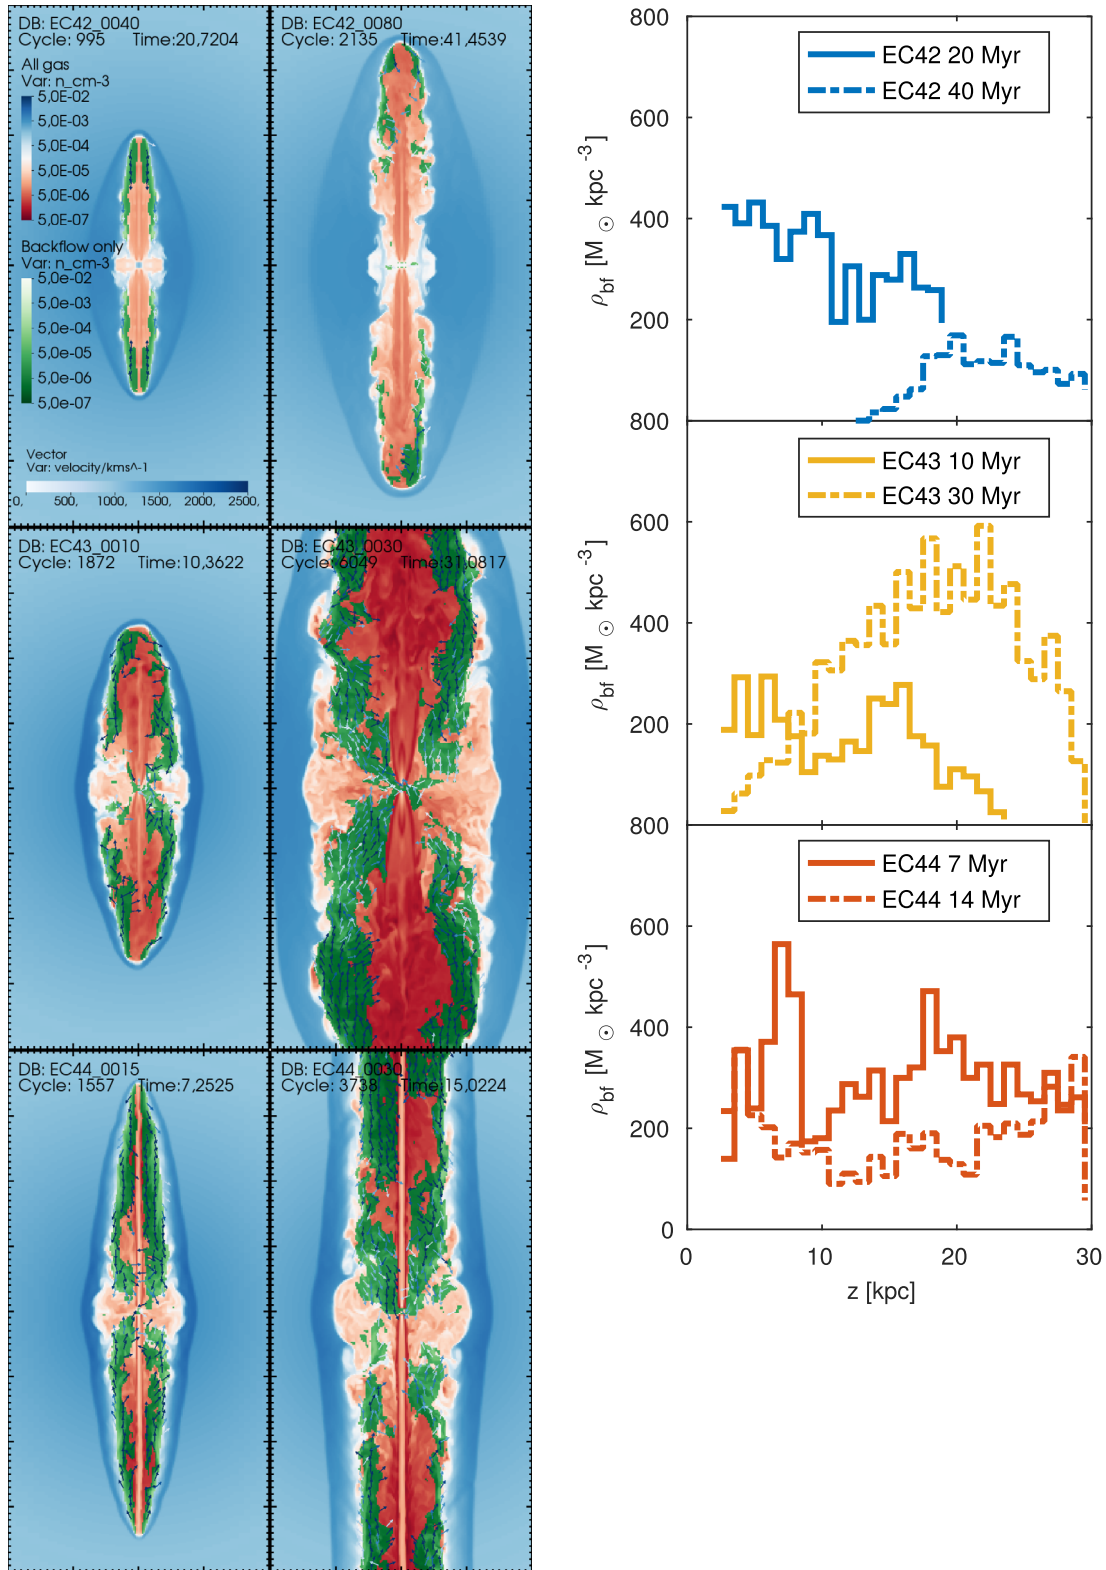 DB: EC42_0040
Cycle: 995 Time:20,7204
All gas
Var: n_cm-3
5,0E-02
5,0E-03
5,0E-04
5,0E-05
5,0E-06
5,0E-07
Backflow only
Var: n_cm-3
5,0e-02
5,0e-03
5,0e-04
5,0e-05
5,0e-06
5,0e-07
Vector
Var: velocity/kms^-1
0, 500, 1000, 1500, 2000, 2500,
DB: EC42_0080
Cycle: 2135 Time:41,4539
DB: EC43_0010
Cycle: 1872 Time:10,3622
DB: EC43_0030
Cycle: 6049 Time:31,0817
DB: EC44_0015
Cycle: 1557 Time:7,2525
DB: EC44_0030
Cycle: 3738 Time:15,0224
800
600
400
200
ρbf [M ⊙ kpc -3]
EC42 20 Myr
EC42 40 Myr
800
600
400
200
ρbf [M ⊙ kpc -3]
EC43 10 Myr
EC43 30 Myr
800
600
400
200
0
ρbf [M ⊙ kpc -3]
EC44 7 Myr
EC44 14 Myr
0 10 20 30
z [kpc]